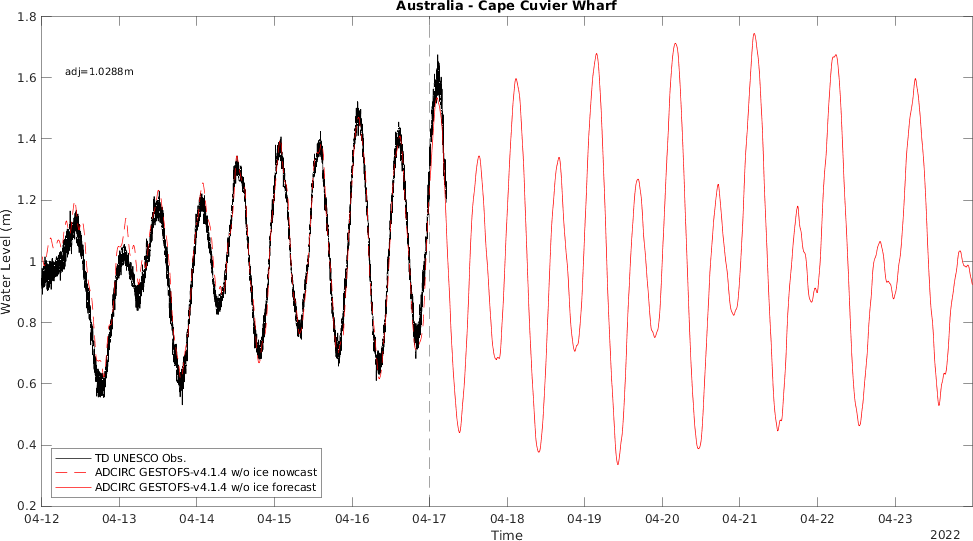 Australia - Cape Cuvier Wharf
adj=1.0288m
Water Level (m)
1.8
1.6
1.4
1.2
1
0.8
0.6
0.4
0.2
TD UNESCO Obs.
ADCIRC GESTOFS-v4.1.4 w/o ice nowcast
ADCIRC GESTOFS-v4.1.4 w/o ice forecast
04-12 04-13 04-14 04-15 04-16 04-17 04-18 04-19 04-20 04-21 04-22 04-23
Time
2022